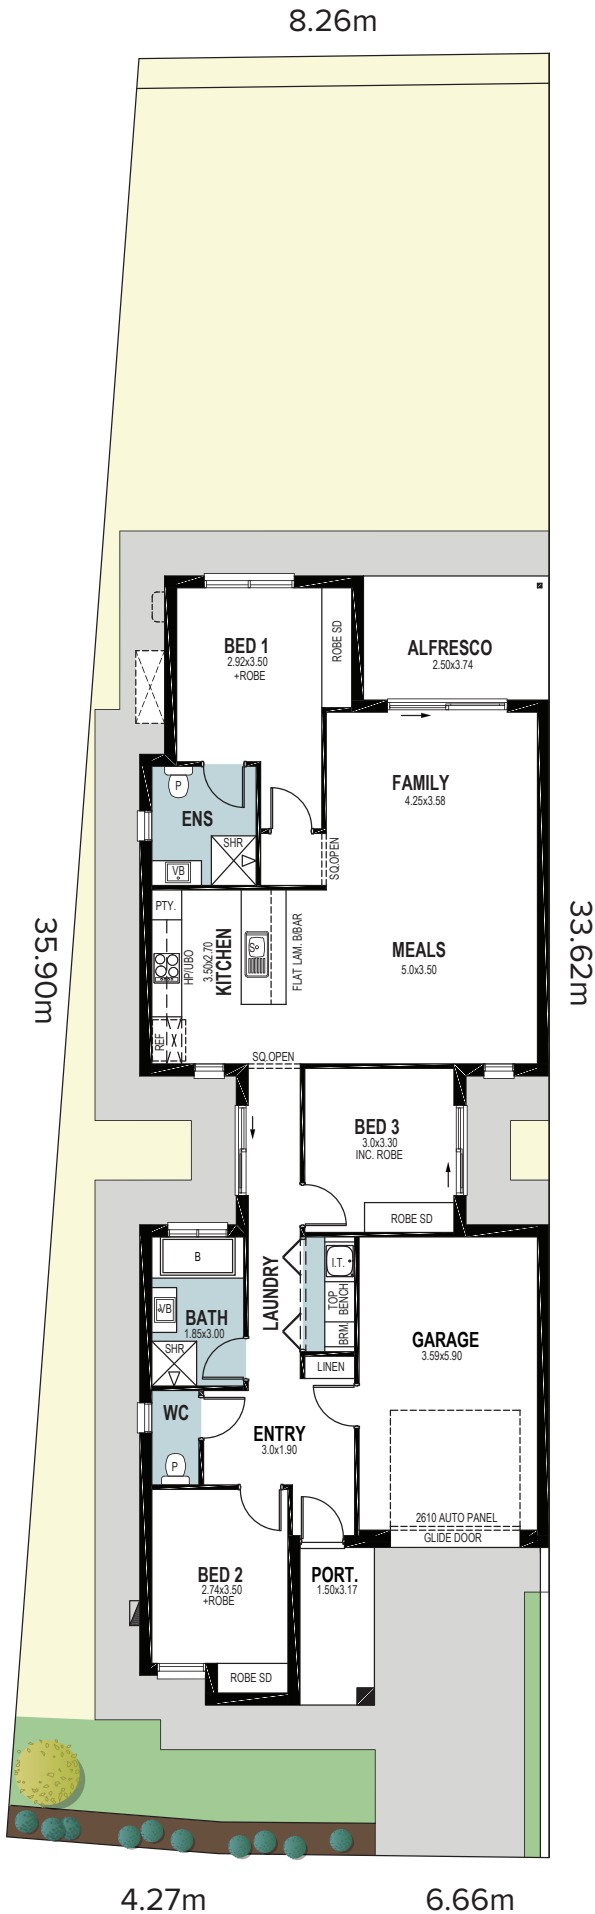 8.26m
BED 1
2.92x3.50
+ROBE
ROBE SD
ALFRESCO
2.50x3.74
FAMILY
4.25x3.58
P
ENS
SHR
VB
SQ.OPEN
PTY.
HP/UBO
3.50x2.70
KITCHEN
S
FLAT LAM. B/BAR
MEALS
5.0x3.50
REF
SQ.OPEN
35.90m
33.62m
BED 3
3.0x3.30
INC. ROBE
ROBE SD
B
LAUNDRY
I.T.
TOP
BENCH
BRM.
VB
BATH
1.85x3.00
SHR
LINEN
GARAGE
3.59x5.90
WC
P
ENTRY
3.0x1.90
2610 AUTO PANEL
GLIDE DOOR
BED 2
2.74x3.50
+ROBE
PORT.
1.50x3.17
ROBE SD
4.27m
6.66m